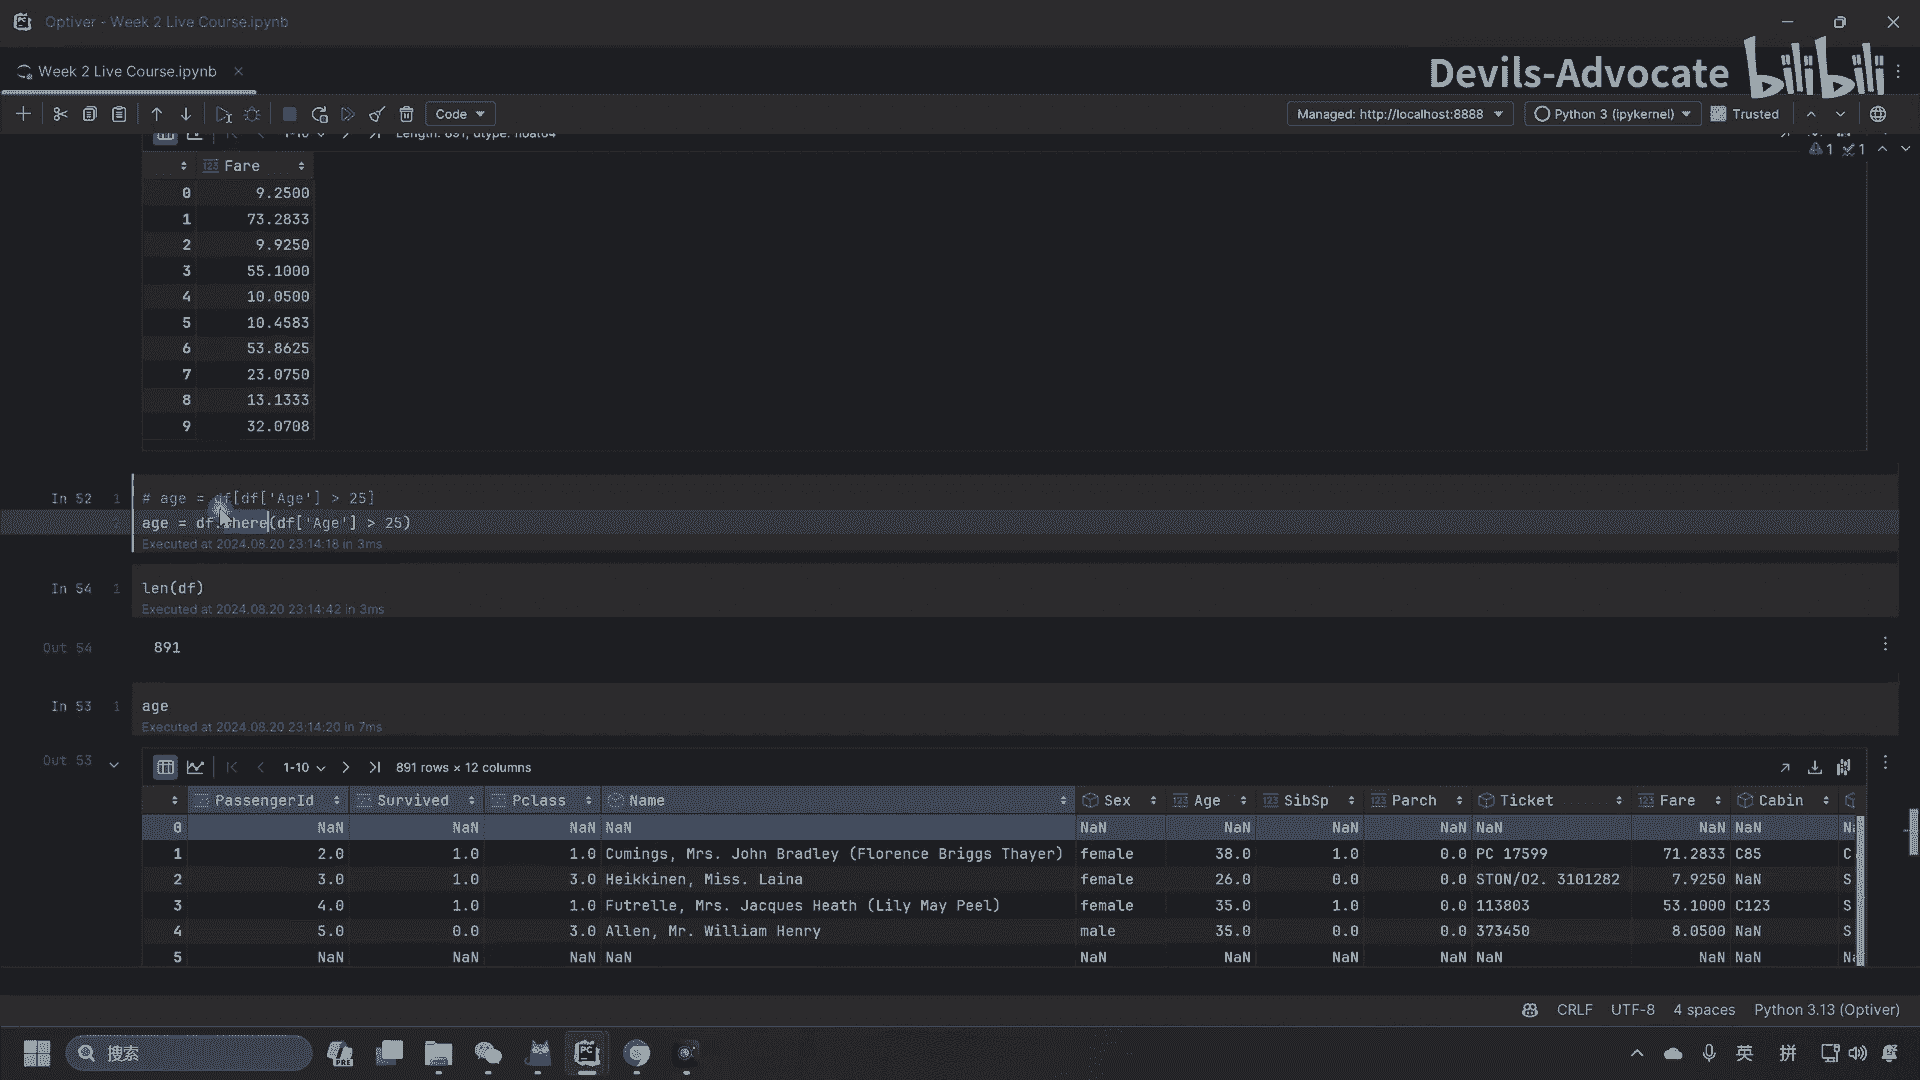 Optiver - Week 2 Live Course.ipynb
Week 2 Live Course.ipynb
Devils-Advocate bilibili
Code
Managed: http://localhost:8888
Python 3 (ipykernel)
Trusted
1-10 Length: 891, dtype: float64
1 1
Fare
0 9.2500
1 73.2833
2 9.9250
3 55.1000
4 10.0500
5 10.4583
6 53.8625
7 23.0750
8 13.1333
9 32.0708
In 52 1 # age = df[df['Age'] > 25]
2 age = df.where(df['Age'] > 25)
Executed at 2024.08.20 23:14:18 in 3ms
In 54 1 len(df)
Executed at 2024.08.20 23:14:42 in 3ms
Out 54 891
In 53 1 age
Executed at 2024.08.20 23:14:20 in 7ms
Out 53 1-10 891 rows × 12 columns
PassengerId Survived Pclass Name Sex Age SibSp Parch Ticket Fare Cabin
0 NaN NaN NaN NaN NaN NaN NaN NaN NaN NaN NaN Na
1 2.0 1.0 1.0 Cumings, Mrs. John Bradley (Florence Briggs Thayer) female 38.0 1.0 0.0 PC 17599 71.2833 C85 C
2 3.0 1.0 3.0 Heikkinen, Miss. Laina female 26.0 0.0 0.0 STON/O2. 3101282 7.9250 NaN S
3 4.0 1.0 1.0 Futrelle, Mrs. Jacques Heath (Lily May Peel) female 35.0 1.0 0.0 113803 53.1000 C123 S
4 5.0 0.0 3.0 Allen, Mr. William Henry male 35.0 0.0 0.0 373450 8.0500 NaN S
5 NaN NaN NaN NaN NaN NaN NaN NaN NaN NaN NaN Na
CRLF UTF-8 4 spaces Python 3.13 (Optiver)
搜索
PRE
PC
英
拼